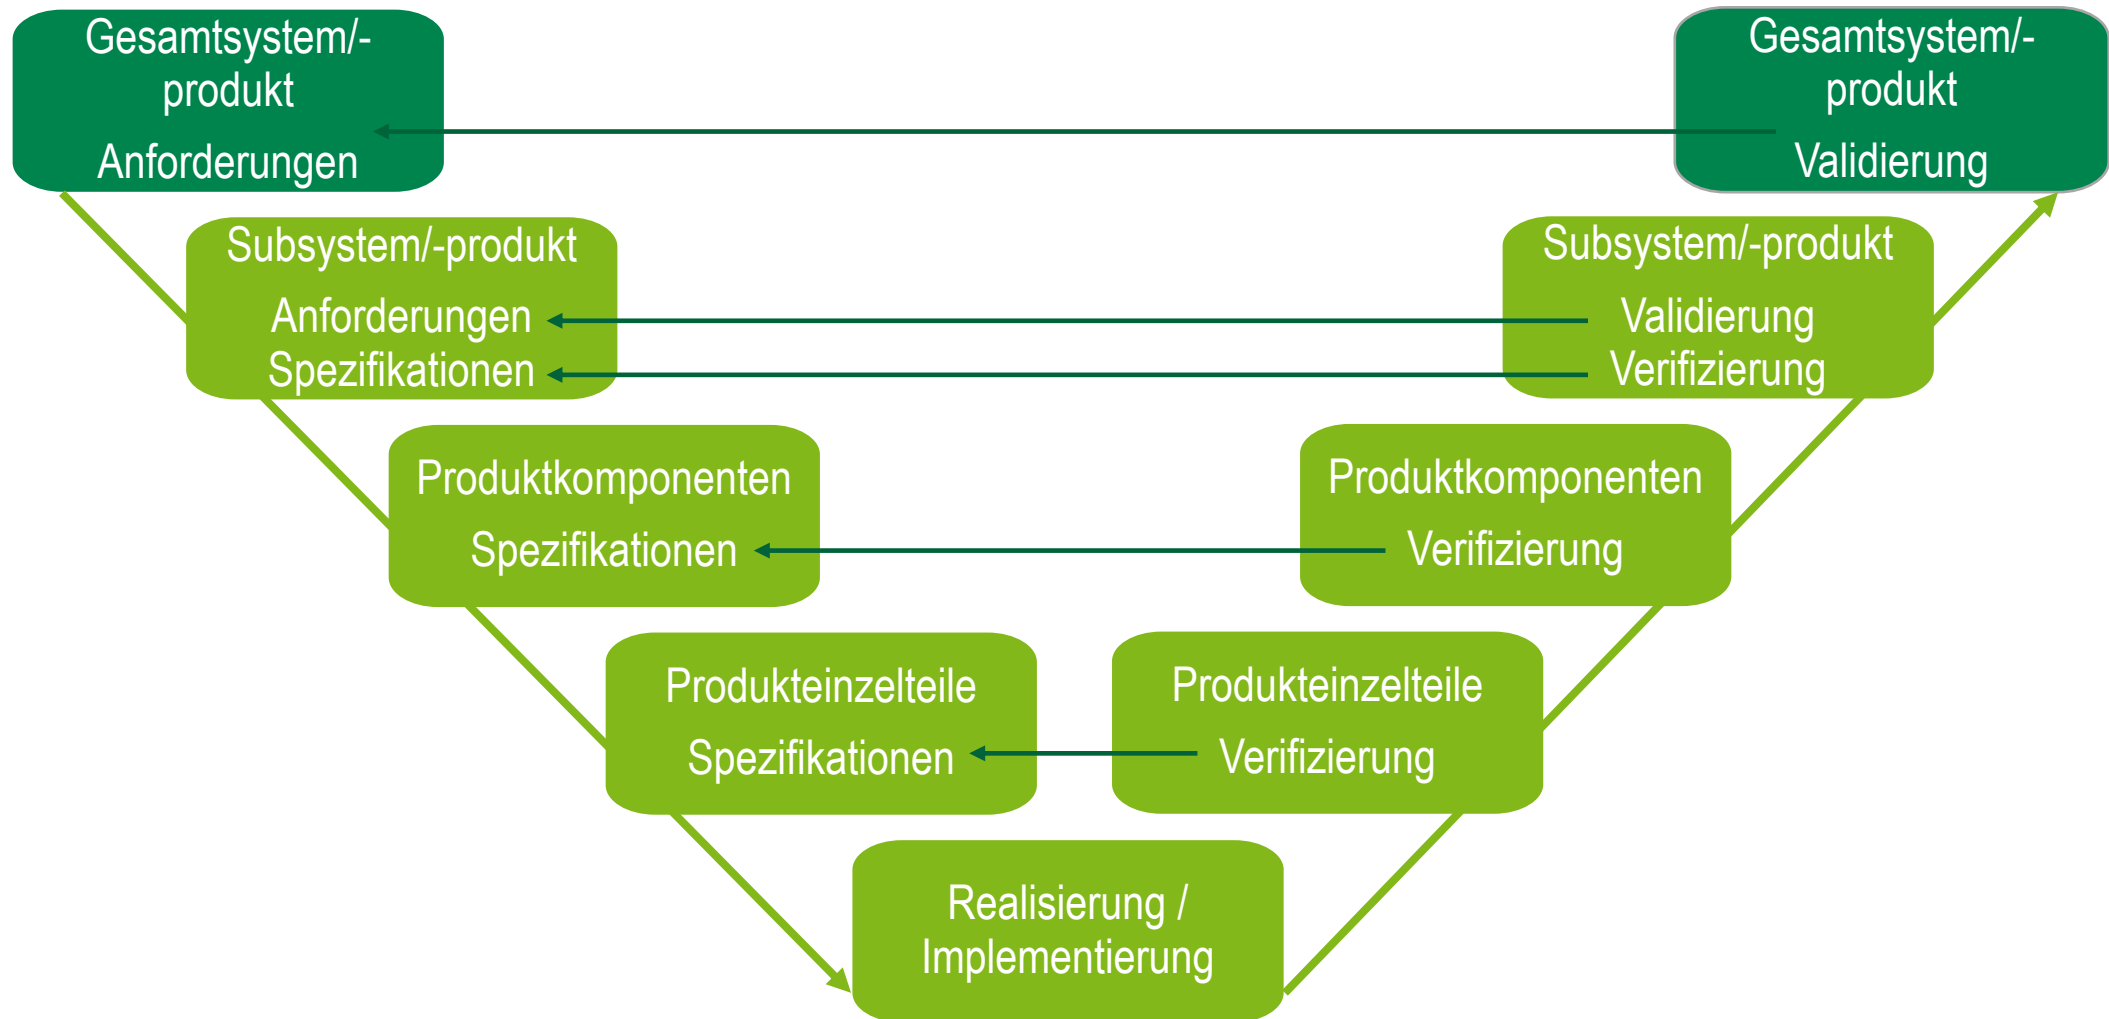 Gesamtsystem/-
produkt
Anforderungen
Gesamtsystem/-
produkt
Validierung
Subsystem/-produkt
Anforderungen
Spezifikationen
Subsystem/-produkt
Validierung
Verifizierung
Produktkomponenten
Spezifikationen
Produktkomponenten
Verifizierung
Produkteinzelteile
Spezifikationen
Produkteinzelteile
Verifizierung
Realisierung /
Implementierung